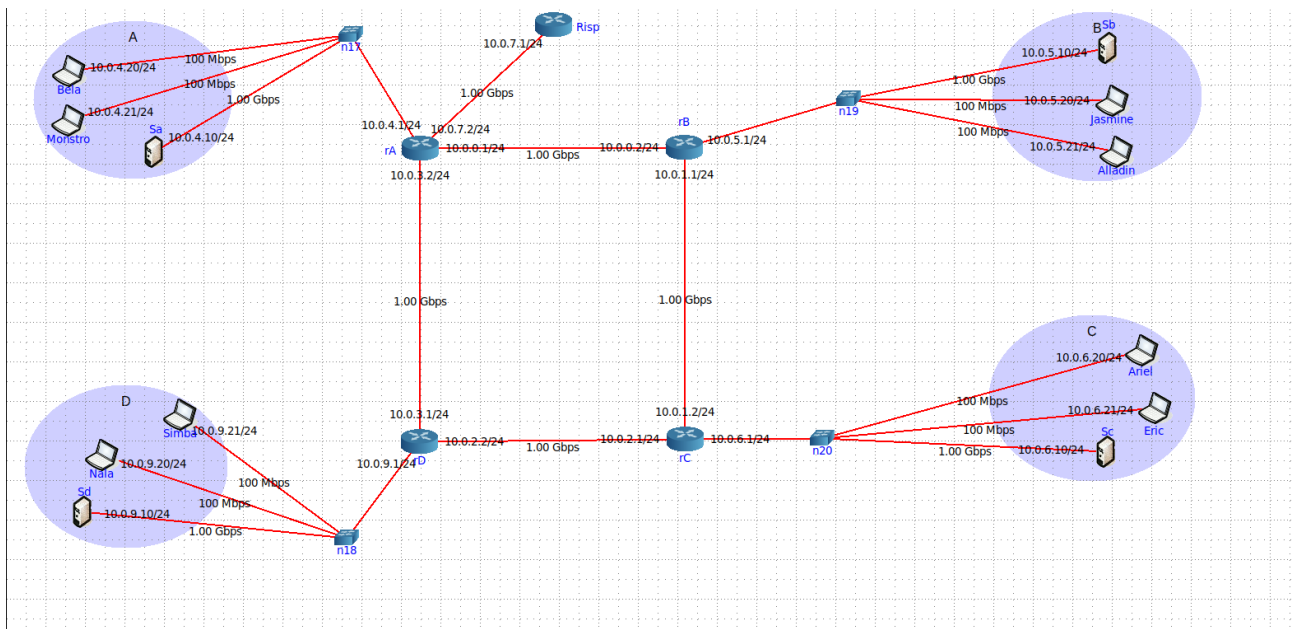 A
n17
Risp
10.0.7.1/24
B
Sb
10.0.5.10/24
100 Mbps
10.0.4.20/24
Bela
100 Mbps
1.00 Gbps
10.0.4.21/24
Monstro
1.00 Gbps
Sa
10.0.4.10/24
10.0.4.1/24
10.0.7.2/24
rA
10.0.0.1/24
1.00 Gbps
10.0.0.2/24
10.0.3.2/24
rB
10.0.5.1/24
10.0.1.1/24
n19
1.00 Gbps
100 Mbps
10.0.5.20/24
Jasmine
100 Mbps
10.0.5.21/24
Alladin
1.00 Gbps
1.00 Gbps
C
10.0.6.20/24
Ariel
100 Mbps
10.0.6.21/24
Eric
100 Mbps
Sc
10.0.6.10/24
1.00 Gbps
D
Simba
10.0.9.21/24
10.0.3.1/24
10.0.1.2/24
10.0.2.2/24
1.00 Gbps
10.0.2.1/24
10.0.6.1/24
n20
rC
10.0.9.1/24
rD
10.0.9.20/24
Nala
100 Mbps
Sd
100 Mbps
10.0.9.10/24
1.00 Gbps
n18